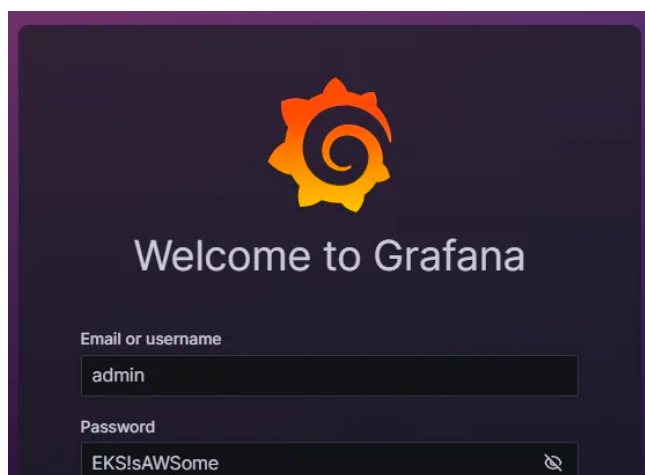 Welcome to Grafana
Email or username
admin
Password
EKS!sAWSome